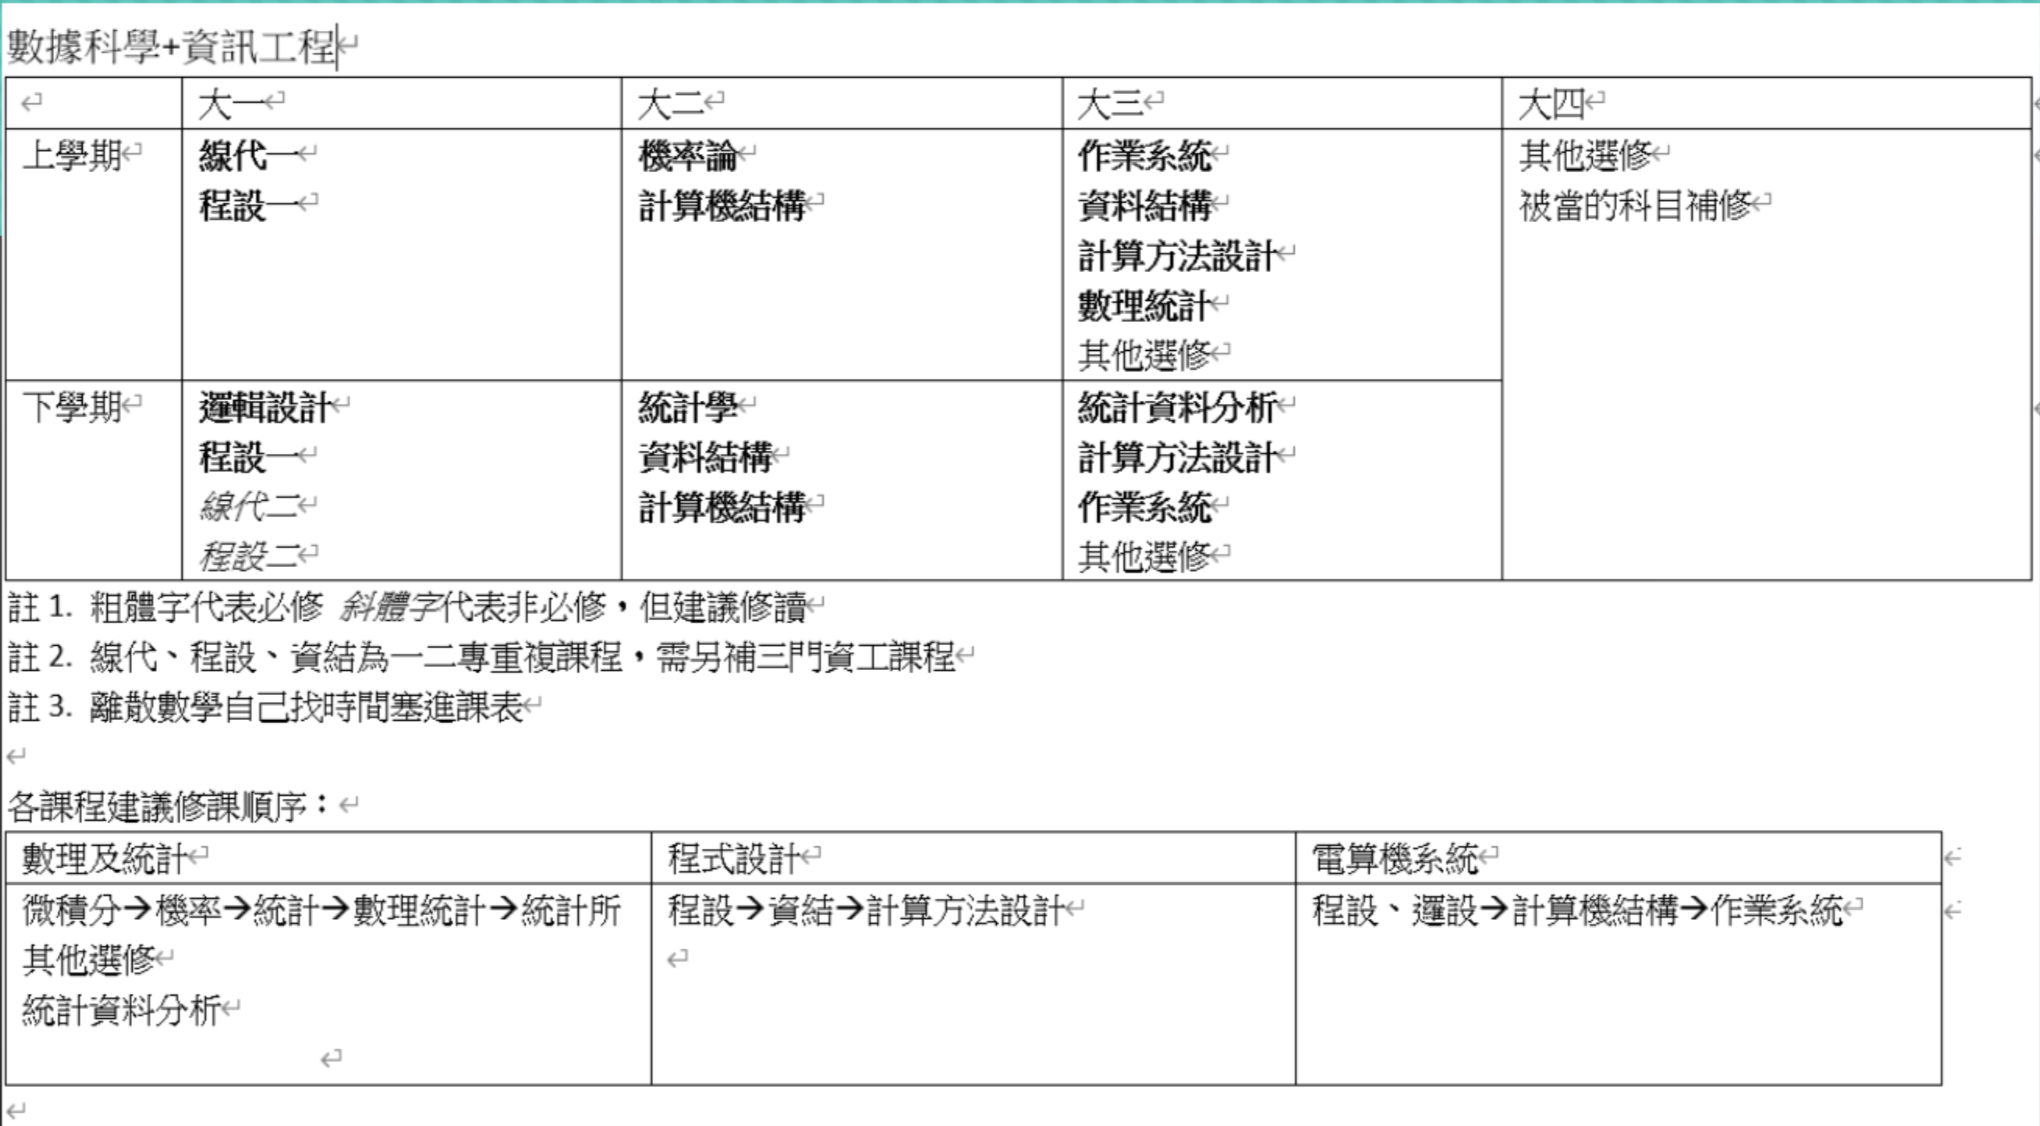 數據科學+資訊工程
大一 大二 大三 大四
上學期
線代一
程設一
機率論
計算機結構
作業系統
資料結構
計算方法設計
數理統計
其他選修
其他選修
被當的科目補修
下學期
邏輯設計
程設一
線代二
程設二
統計學
資料結構
計算機結構
統計資料分析
計算方法設計
作業系統
其他選修
註 1. 粗體字代表必修 斜體字代表非必修，但建議修讀
註 2. 線代、程設、資結為一二專重複課程，需另補三門資工課程
註 3. 離散數學自己找時間塞進課表
各課程建議修課順序：
數理及統計 程式設計 電算機系統
微積分→機率→統計→數理統計→統計所
其他選修
統計資料分析
程設→資結→計算方法設計
程設、邏設→計算機結構→作業系統